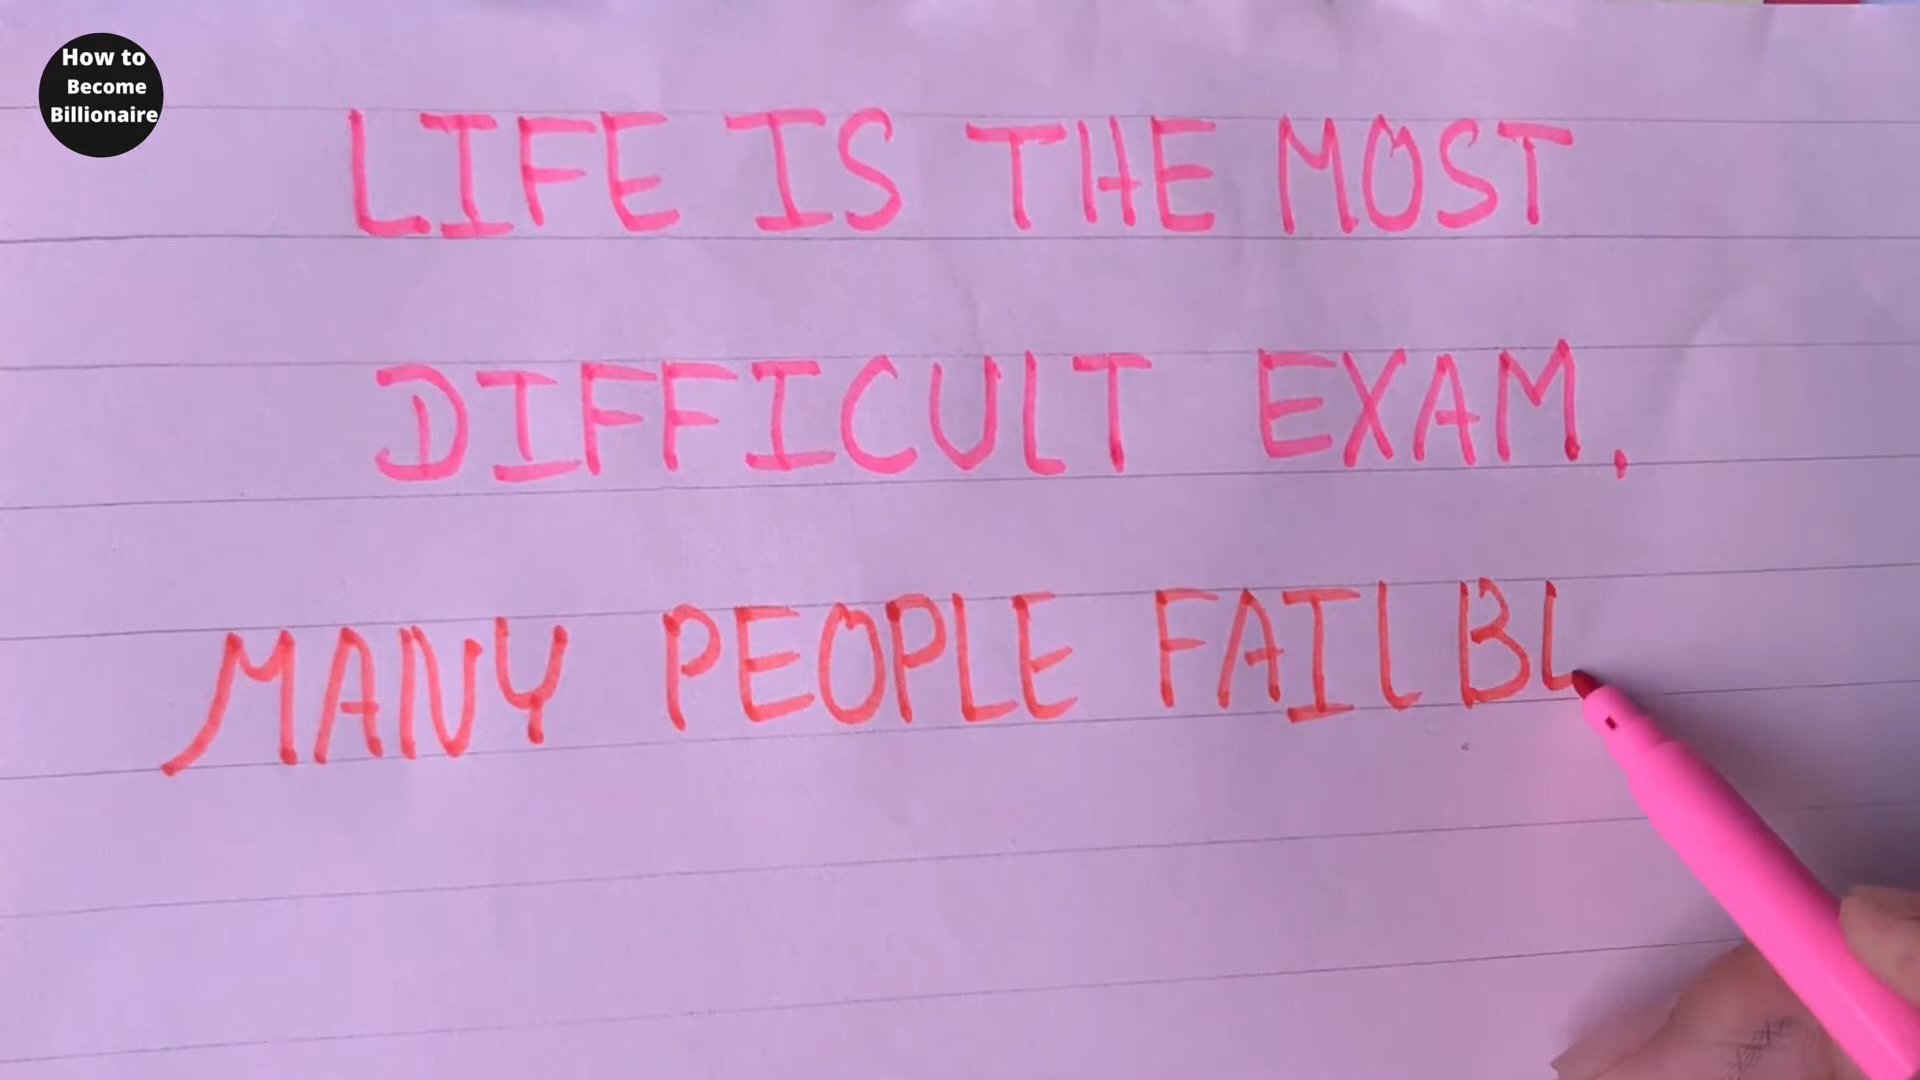 How to
Become
Billionaire
LIFE IS THE MOST
DIFFICULT EXAM.
MANY PEOPLE FAIL BL